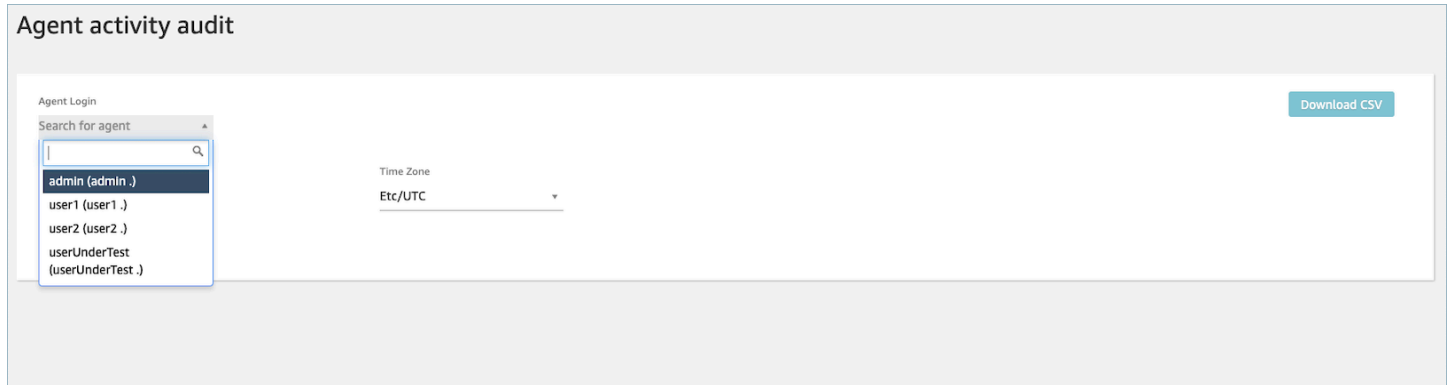 Agent activity audit
Agent Login
Download CSV
Search for agent
admin (admin .)
Time Zone
Etc/UTC
user1 (user1 .)
user2 (user2 .)
userUnderTest
(userUnderTest .)